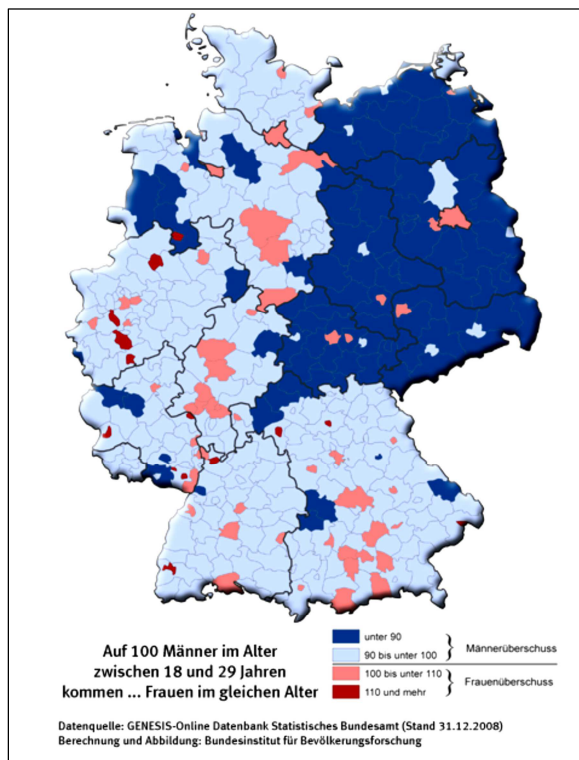 Auf 100 Männer im Alter
zwischen 18 und 29 Jahren
kommen ... Frauen im gleichen Alter
unter 90
90 bis unter 100
Männerüberschuss
100 bis unter 110
110 und mehr
Frauenüberschuss
Datenquelle: GENESIS-Online Datenbank Statistisches Bundesamt (Stand 31.12.2008)
Berechnung und Abbildung: Bundesinstitut für Bevölkerungsforschung